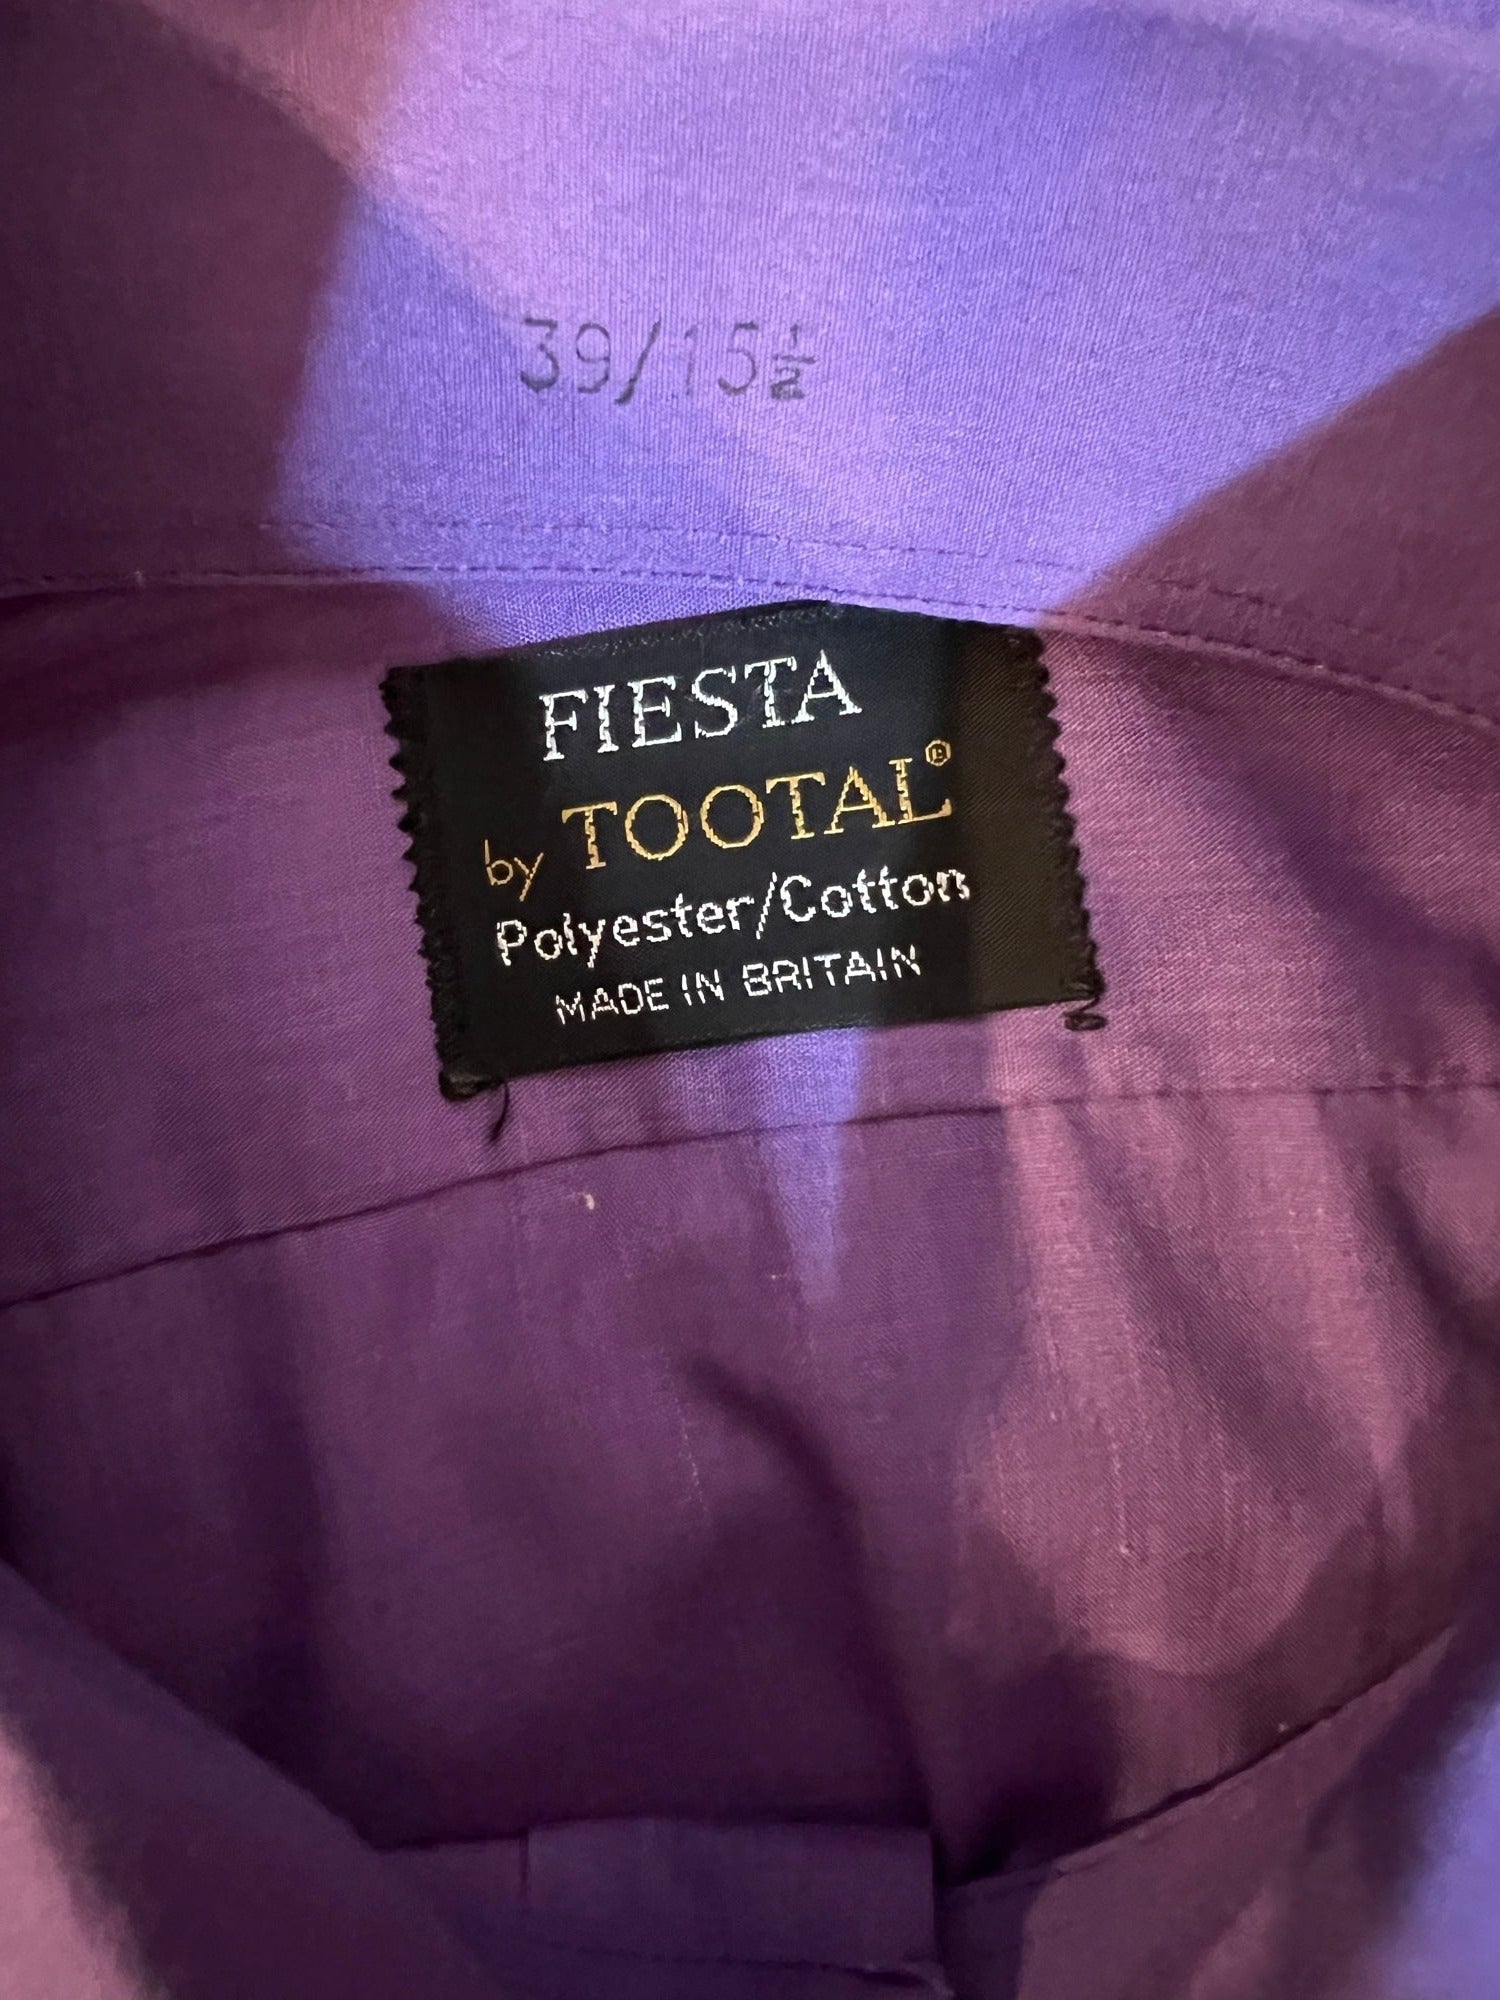 39/15½
FIESTA
by TOOTAL®
Polyester/Cotton
MADE IN BRITAIN